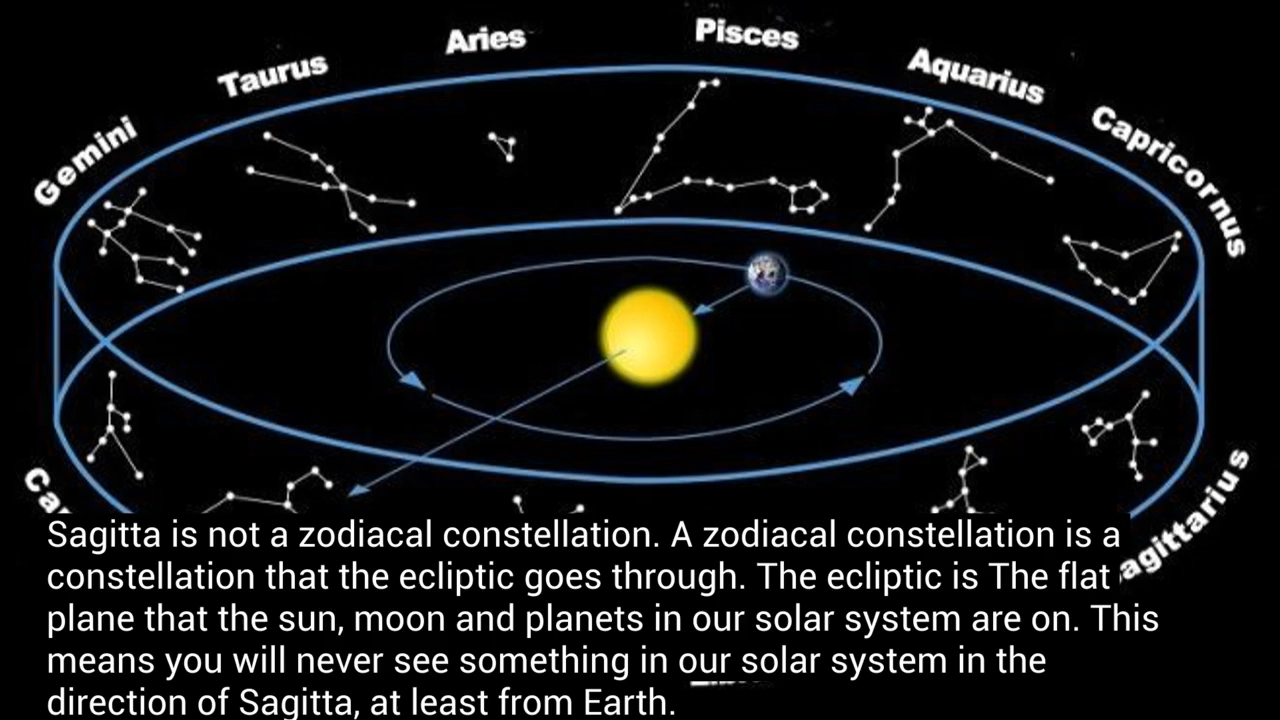 Pisces
Aries
Aquarius
Taurus
Capricornus
Gemini
Sagitta is not a zodiacal constellation. A zodiacal constellation is a
constellation that the ecliptic goes through. The ecliptic is The flat
plane that the sun, moon and planets in our solar system are on. This
means you will never see something in our solar system in the
direction of Sagitta, at least from Earth.
agittarius